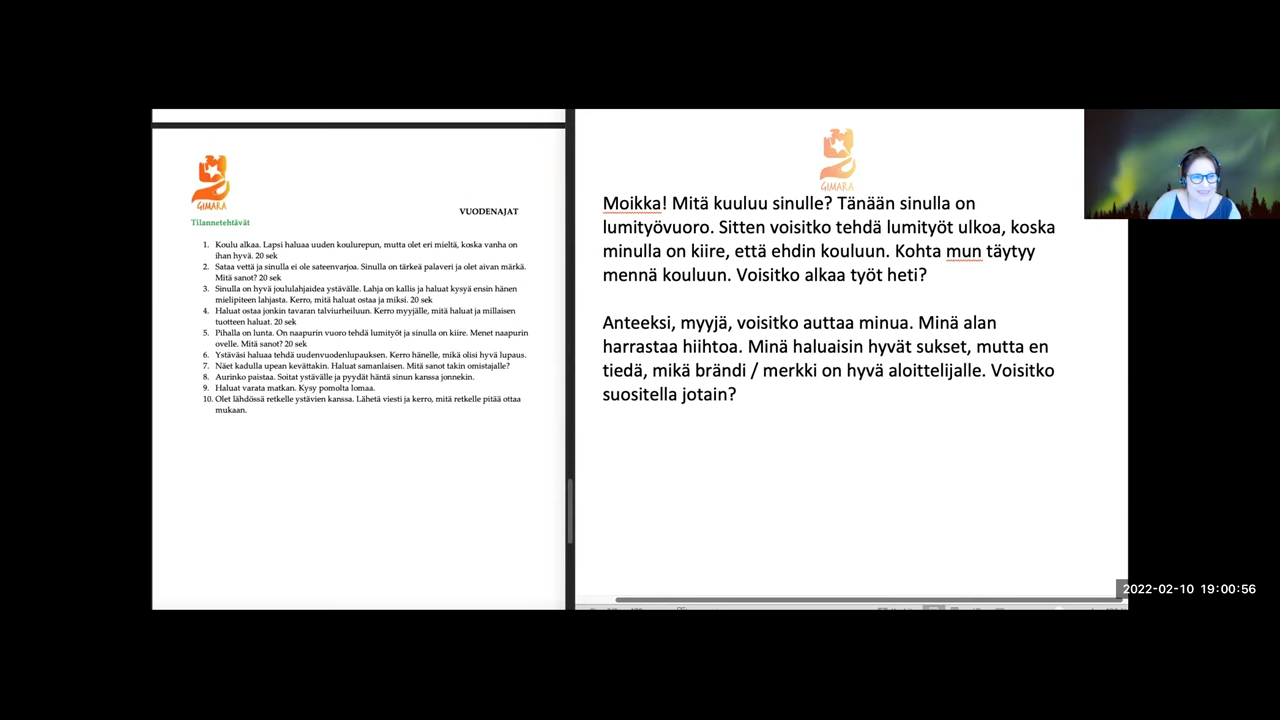 GIMARA
Tilannetehtävät
VUODENAJAT
1. Koulu alkaa. Lapsi haluaa uuden koulurepun, mutta olet eri mieltä, koska vanha on
ihan hyvä. 20 sek
2. Sataa vettä ja sinulla ei ole sateenvarjoa. Sinulla on tärkeä palaveri ja olet aivan märkä.
Mitä sanot? 20 sek
3. Sinulla on hyvä joululahjaidea ystävälle. Lahja on kallis ja haluat kysyä ensin hänen
mielipiteen lahjasta. Kerro, mitä haluat ostaa ja miksi. 20 sek
4. Haluat ostaa jonkin tavaran talviurheiluun. Kerro myyjälle, mitä haluat ja millaisen
tuotteen haluat. 20 sek
5. Pihalla on lunta. On naapurin vuoro tehdä lumityöt ja sinulla on kiire. Menet naapurin
ovelle. Mitä sanot? 20 sek
6. Ystäväsi haluaa tehdä uudenvuodenlupauksen. Kerro hänelle, mikä olisi hyvä lupaus.
7. Näet kadulla upean kevättakin. Haluat samanlaisen. Mitä sanot takin omistajalle?
8. Aurinko paistaa. Soitat ystävälle ja pyydät häntä sinun kanssa jonnekin.
9. Haluat varata matkan. Kysy pomolta lomaa.
10. Olet lähdössä retkelle ystävien kanssa. Lähetä viesti ja kerro, mitä retkelle pitää ottaa
mukaan.
GIMARA
Moikka! Mitä kuuluu sinulle? Tänään sinulla on
lumityövuoro. Sitten voisitko tehdä lumityöt ulkoa, koska
minulla on kiire, että ehdin kouluun. Kohta mun täytyy
mennä kouluun. Voisitko alkaa työt heti?
Anteeksi, myyjä, voisitko auttaa minua. Minä alan
harrastaa hiihtoa. Minä haluaisin hyvät sukset, mutta en
tiedä, mikä brändi / merkki on hyvä aloittelijalle. Voisitko
suositella jotain?
2022-02-10 19:00:56